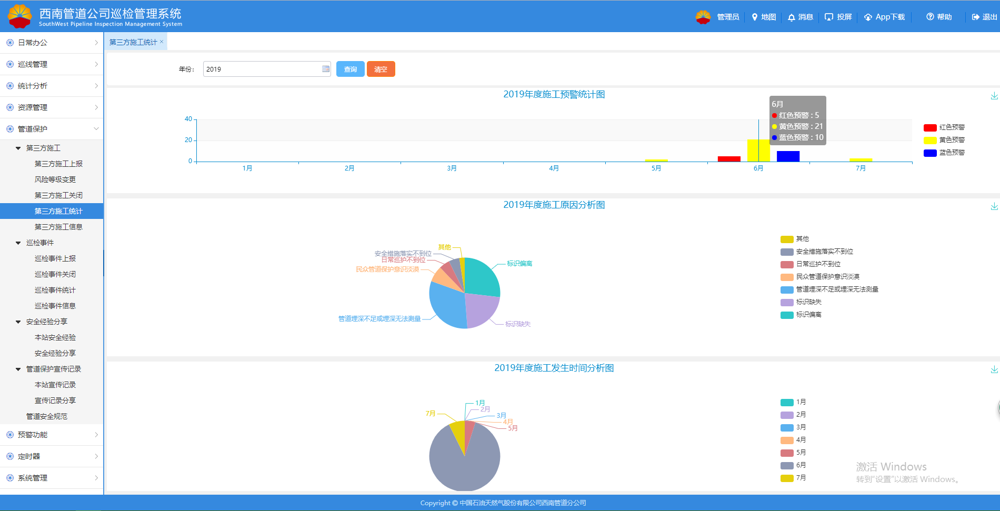 西南管道公司巡检管理系统
SouthWest Pipeline Inspection Management System
管理员
地图
消息
投屏
App下载
帮助
退出
日常办公
巡线管理
统计分析
资源管理
管道保护
第三方施工
第三方施工上报
风险等级变更
第三方施工关闭
第三方施工统计
第三方施工信息
巡检事件
巡检事件上报
巡检事件关闭
巡检事件统计
巡检事件信息
安全经验分享
本站安全经验
安全经验分享
管道保护宣传记录
本站宣传记录
宣传记录分享
管道安全规范
预警功能
定时器
系统管理
第三方施工统计 ×
年份： 2019 查询 清空
2019年度施工预警统计图
40
20
0
1月 2月 3月 4月 5月 6月 7月
6月
红色预警 : 5
黄色预警 : 21
蓝色预警 : 10
红色预警
黄色预警
蓝色预警
2019年度施工原因分析图
其他
安全措施落实不到位
日常巡护不到位
民众管道保护意识淡漠
管道埋深不足或埋深无法测量
标识偏离
标识缺失
其他
安全措施落实不到位
日常巡护不到位
民众管道保护意识淡漠
管道埋深不足或埋深无法测量
标识缺失
标识偏离
2019年度施工发生时间分析图
1月
2月
3月
4月
5月
7月
1月
2月
3月
4月
5月
6月
7月
激活 Windows
转到“设置”以激活 Windows。
Copyright © 中国石油天然气股份有限公司西南管道分公司